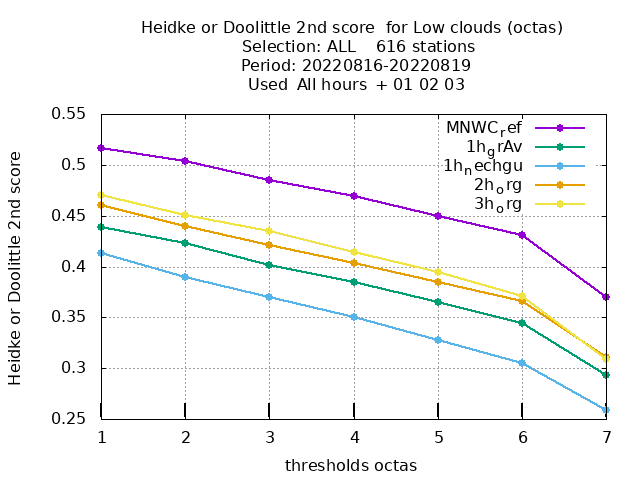 Heidke or Doolittle 2nd score  for Low clouds (octas)
Selection: ALL    616 stations
Period: 20220816-20220819
Used  All hours  + 01 02 03
Heidke or Doolittle 2nd score
0.55
0.5
0.45
0.4
0.35
0.3
0.25
MNWC_ref
1h_grAv
1h_nechgu
2h_org
3h_org
1 2 3 4 5 6 7
thresholds octas